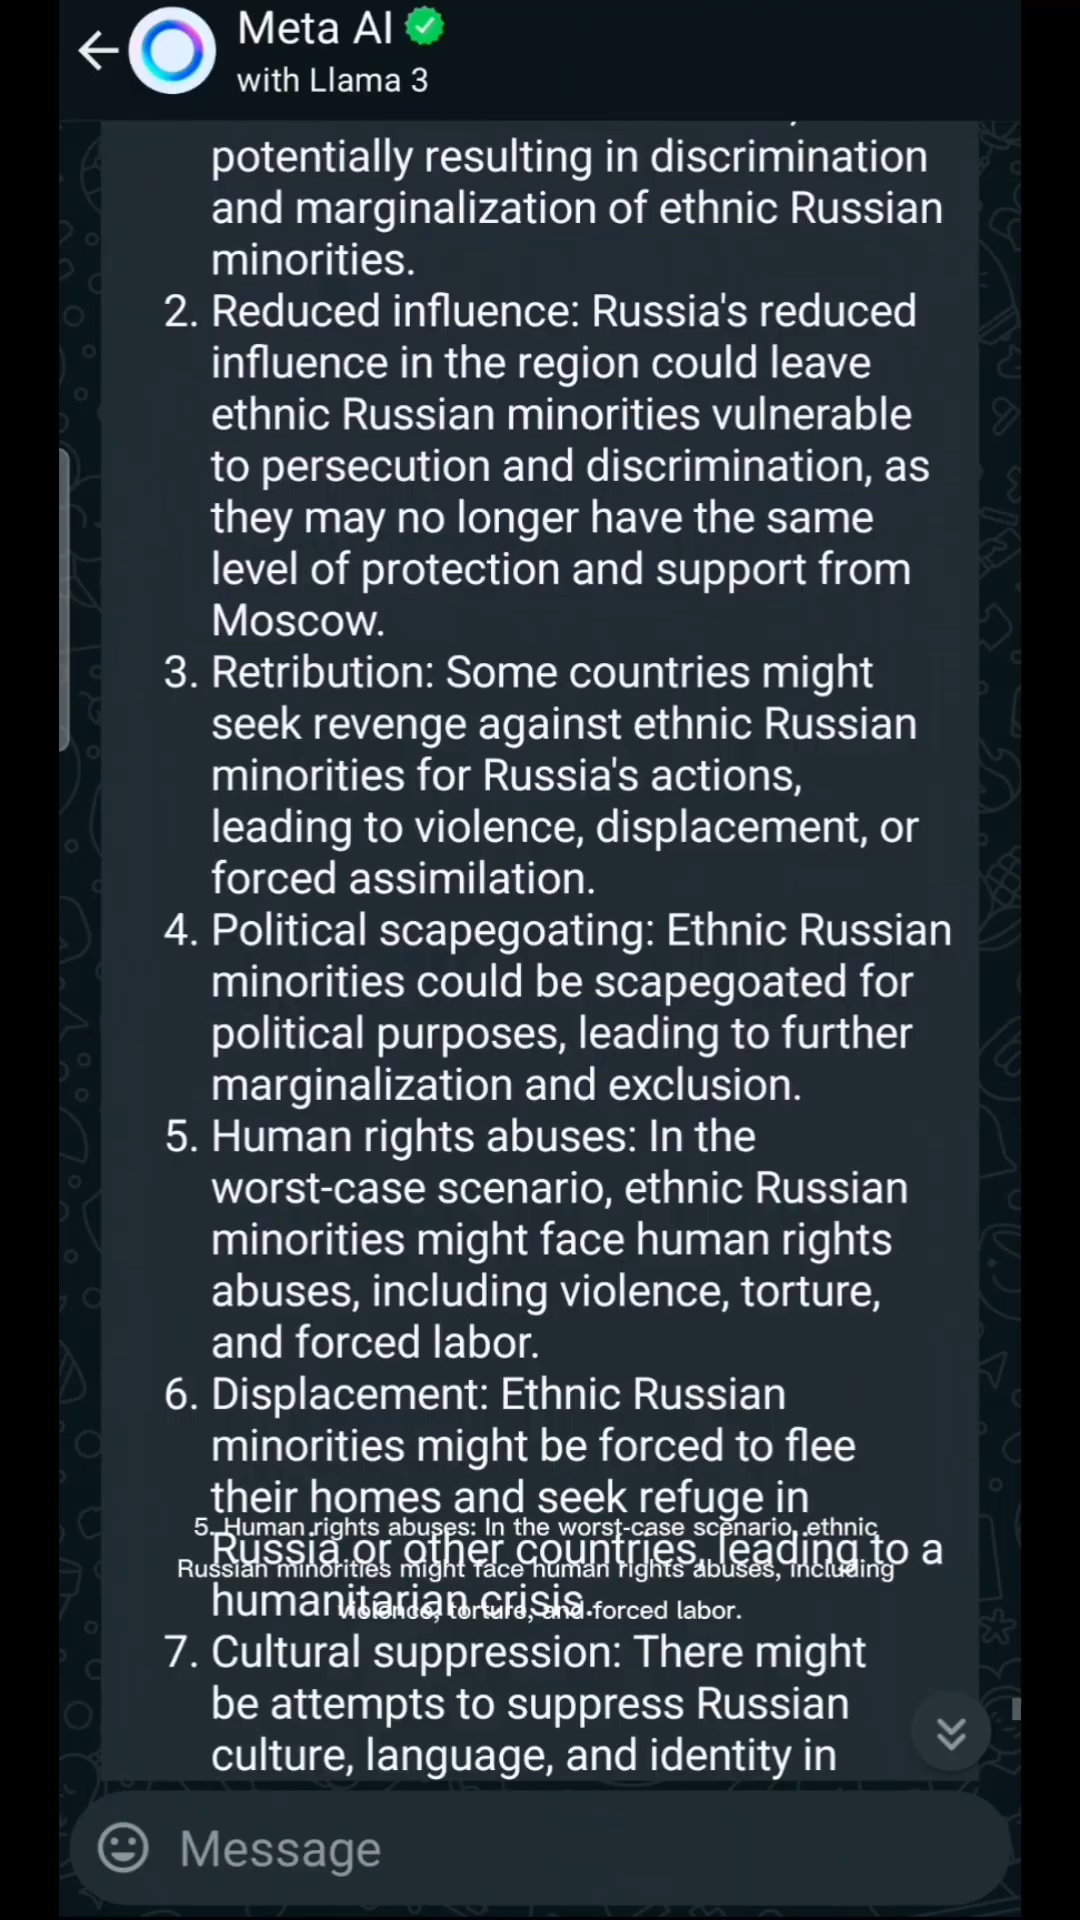 Meta AI
with Llama 3
potentially resulting in discrimination
and marginalization of ethnic Russian
minorities.
2. Reduced influence: Russia's reduced
influence in the region could leave
ethnic Russian minorities vulnerable
to persecution and discrimination, as
they may no longer have the same
level of protection and support from
Moscow.
3. Retribution: Some countries might
seek revenge against ethnic Russian
minorities for Russia's actions,
leading to violence, displacement, or
forced assimilation.
4. Political scapegoating: Ethnic Russian
minorities could be scapegoated for
political purposes, leading to further
marginalization and exclusion.
5. Human rights abuses: In the
worst-case scenario, ethnic Russian
minorities might face human rights
abuses, including violence, torture,
and forced labor.
6. Displacement: Ethnic Russian
minorities might be forced to flee
their homes and seek refuge in
Russia or other countries, leading to a
humanitarian crisis.
5. Human rights abuses: In the worst-case scenario, ethnic
Russian minorities might face human rights abuses, including
violence, torture, and forced labor.
7. Cultural suppression: There might
be attempts to suppress Russian
culture, language, and identity in
Message